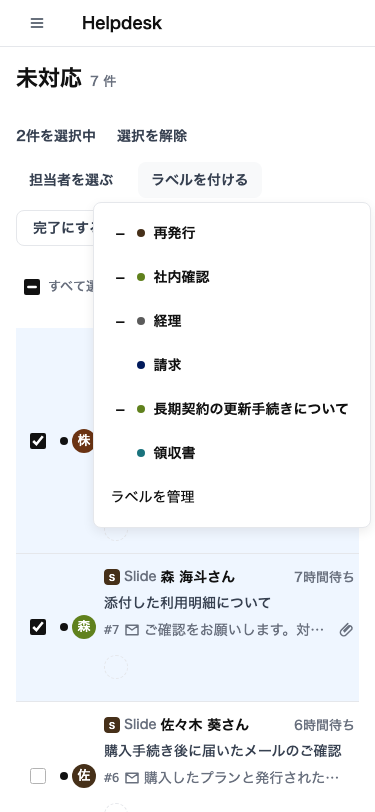 Helpdesk
未対応 7 件
2件を選択中 選択を解除
担当者を選ぶ ラベルを付ける
完了にする
再発行
社内確認
経理
請求
長期契約の更新手続きについて
領収書
ラベルを管理
すべて選
株
S Slide 森 海斗さん 7時間待ち
添付した利用明細について
森
#7 ご確認をお願いします。対…
S Slide 佐々木 葵さん 6時間待ち
購入手続き後に届いたメールのご確認
佐
#6 購入したプランと発行された…